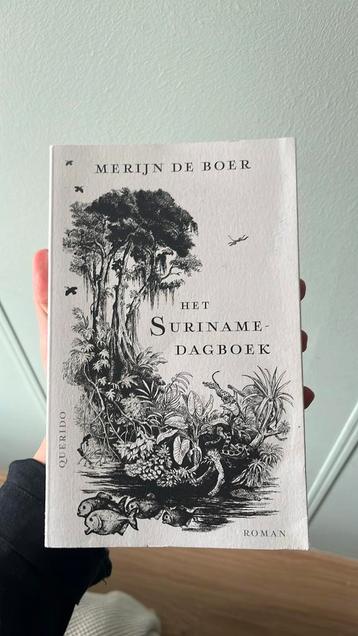 MERIJN DE BOER
HET
SURINAME-
DAGBOEK
QUERIDO
ROMAN